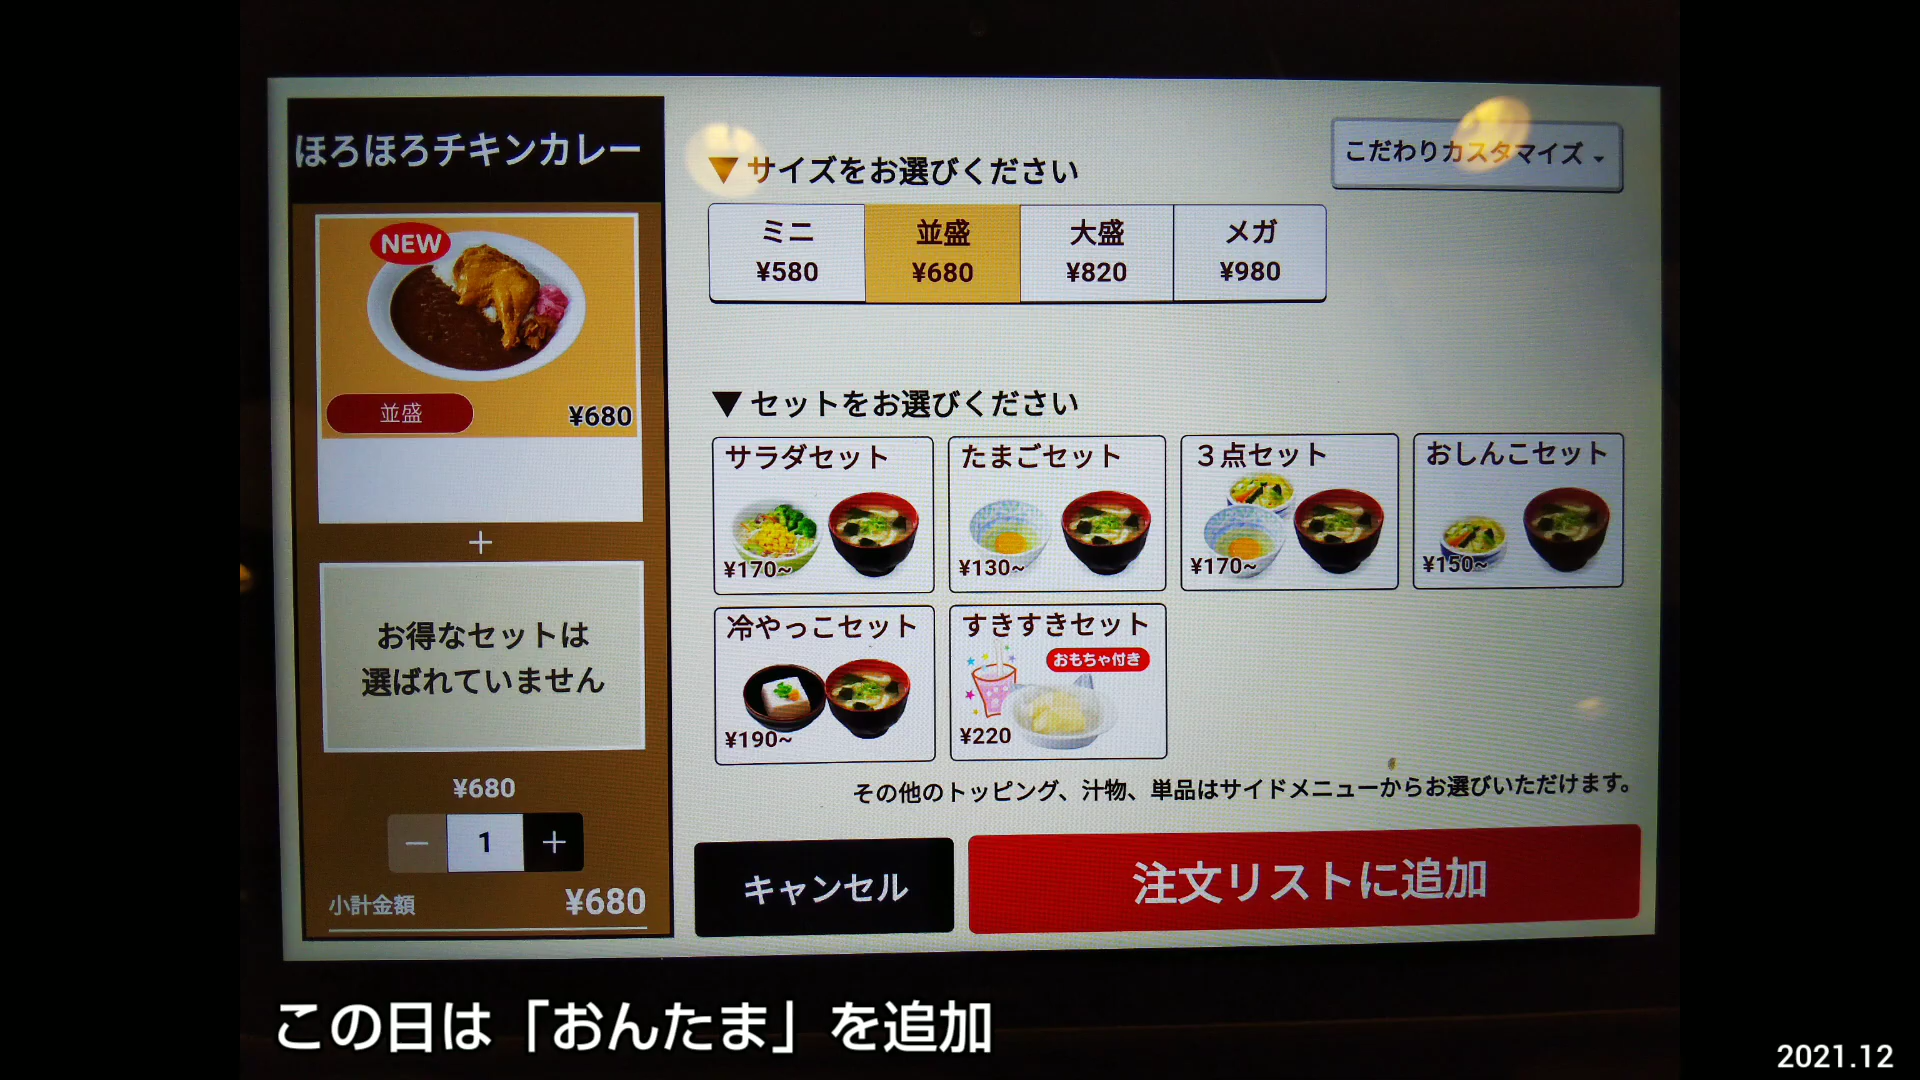 ほろほろチキンカレー
NEW
並盛
¥680
+
お得なセットは
選ばれていません
¥680
− 1 +
小計金額 ¥680
▼サイズをお選びください
こだわりカスタマイズ
ミニ
¥580
並盛
¥680
大盛
¥820
メガ
¥980
▼セットをお選びください
サラダセット
¥170~
たまごセット
¥130~
3点セット
¥170~
おしんこセット
¥150~
冷やっこセット
¥190~
すきすきセット
おもちゃ付き
¥220
その他のトッピング、汁物、単品はサイドメニューからお選びいただけます。
キャンセル
注文リストに追加
この日は「おんたま」を追加
2021.12